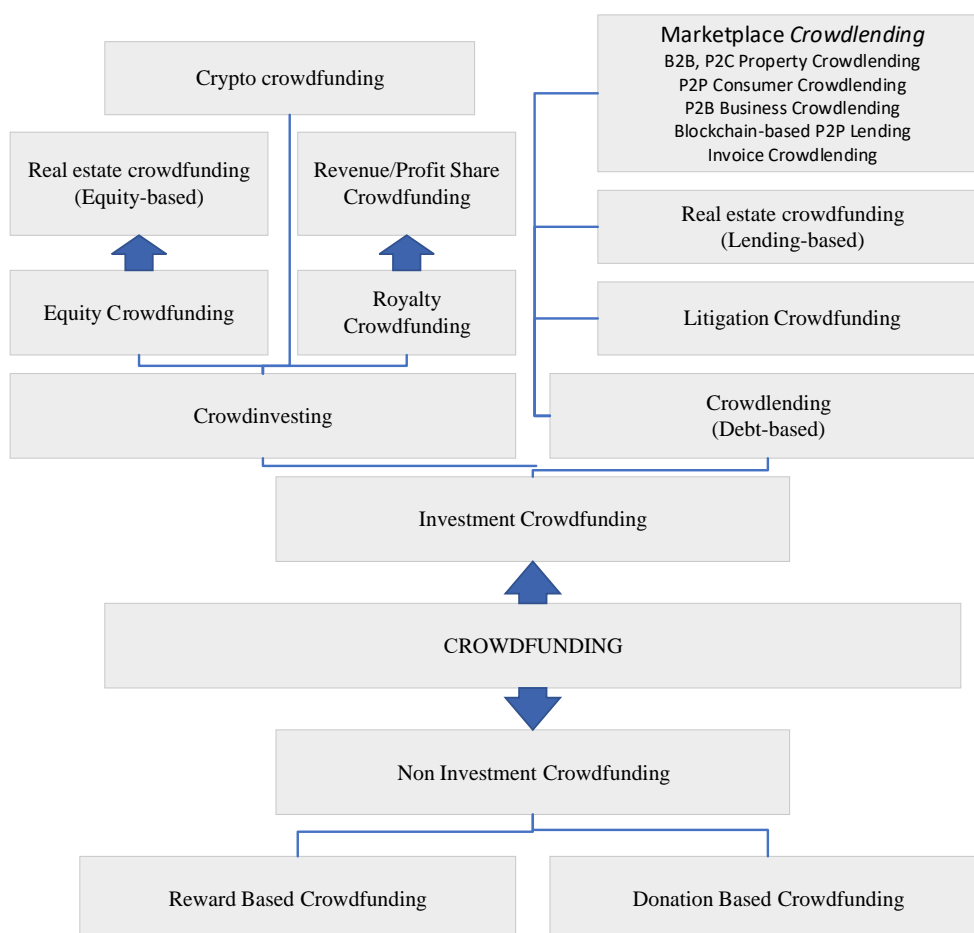 Marketplace Crowdlending
B2B, P2C Property Crowdlending
P2P Consumer Crowdlending
P2B Business Crowdlending
Blockchain-based P2P Lending
Invoice Crowdlending
Crypto crowdfunding
Real estate crowdfunding
(Equity-based)
Revenue/Profit Share
Crowdfunding
Real estate crowdfunding
(Lending-based)
Equity Crowdfunding
Royalty
Crowdfunding
Litigation Crowdfunding
Crowdinvesting
Crowdlending
(Debt-based)
Investment Crowdfunding
CROWDFUNDING
Non Investment Crowdfunding
Reward Based Crowdfunding
Donation Based Crowdfunding